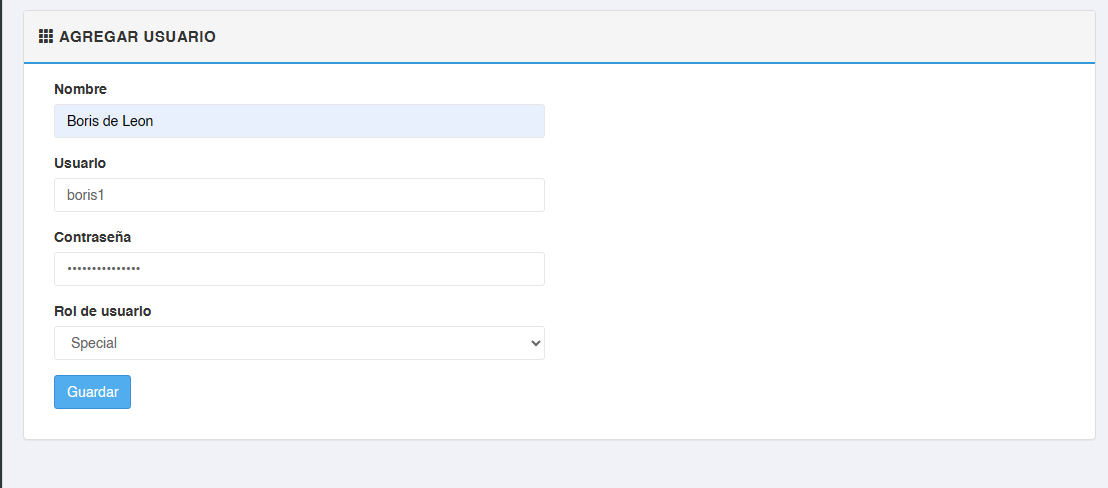 AGREGAR USUARIO
Nombre
Boris de Leon
Usuario
boris1
Contraseña
•••••••••••••••
Rol de usuario
Special
Guardar